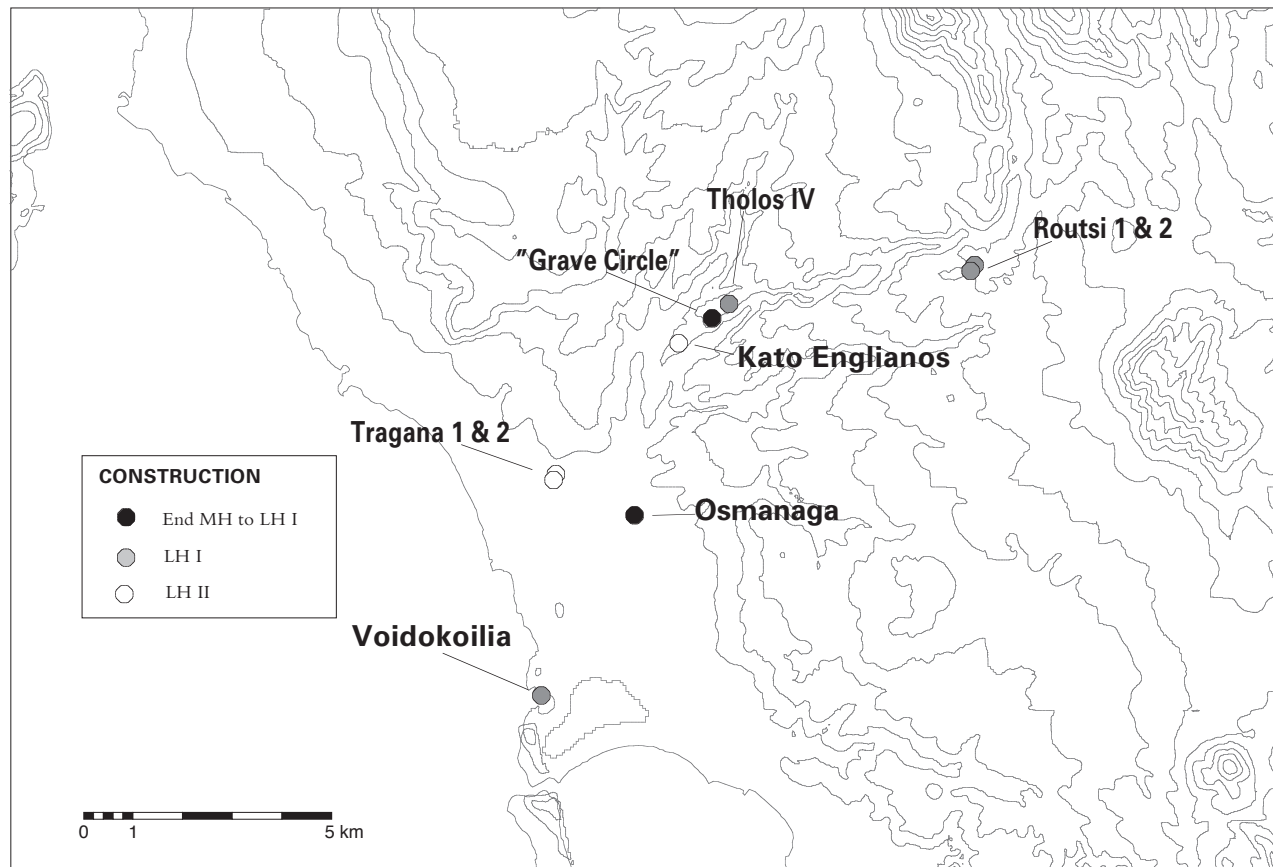 Tholos IV
Routsi 1 & 2
"Grave Circle"
Kato Englianos
Tragana 1 & 2
CONSTRUCTION
End MH to LH I
LH I
LH II
Osmanaga
Voidokoilia
0 1 5 km